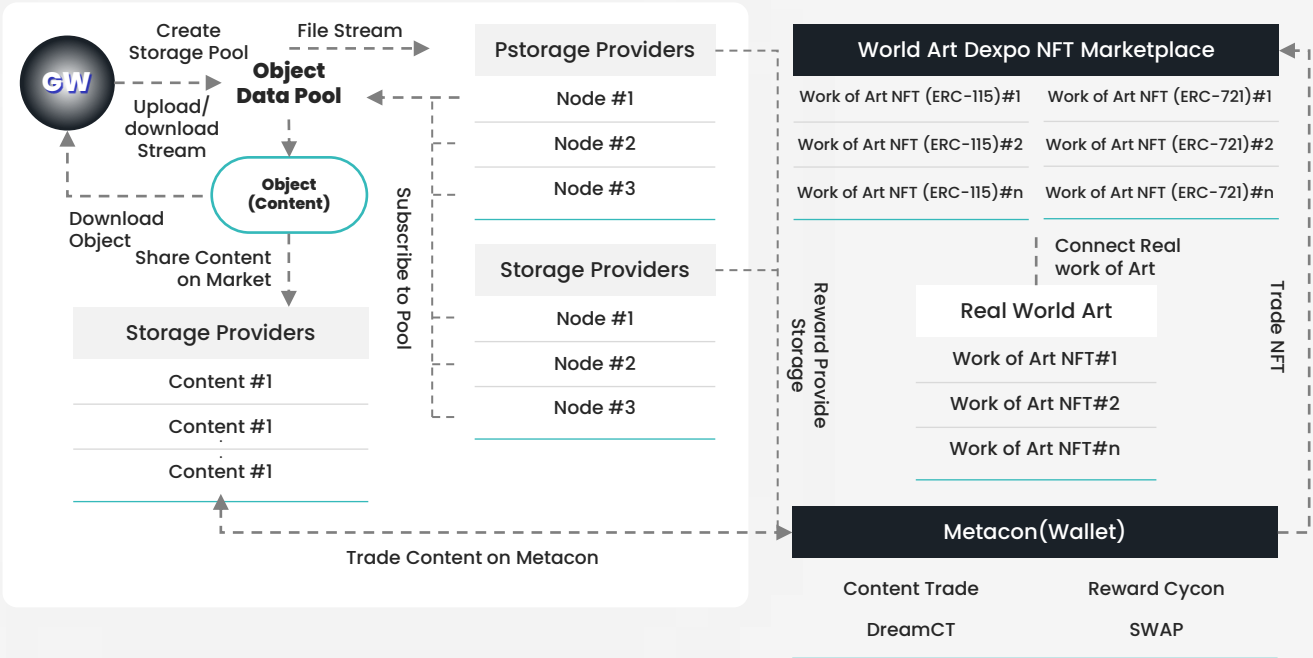 GW
Create
Storage Pool
Upload/
download
Stream
File Stream
Object
Data Pool
Object
(Content)
Download
Object
Share Content
on Market
Storage Providers
Content #1
Content #1
Content #1
Subscribe to Pool
Pstorage Providers
Node #1
Node #2
Node #3
Storage Providers
Node #1
Node #2
Node #3
Trade Content on Metacon
Reward Provide
Storage
World Art Dexpo NFT Marketplace
Work of Art NFT (ERC-115)#1
Work of Art NFT (ERC-721)#1
Work of Art NFT (ERC-115)#2
Work of Art NFT (ERC-721)#2
Work of Art NFT (ERC-115)#n
Work of Art NFT (ERC-721)#n
Connect Real
work of Art
Real World Art
Work of Art NFT#1
Work of Art NFT#2
Work of Art NFT#n
Trade NFT
Metacon(Wallet)
Content Trade
Reward Cycon
DreamCT
SWAP